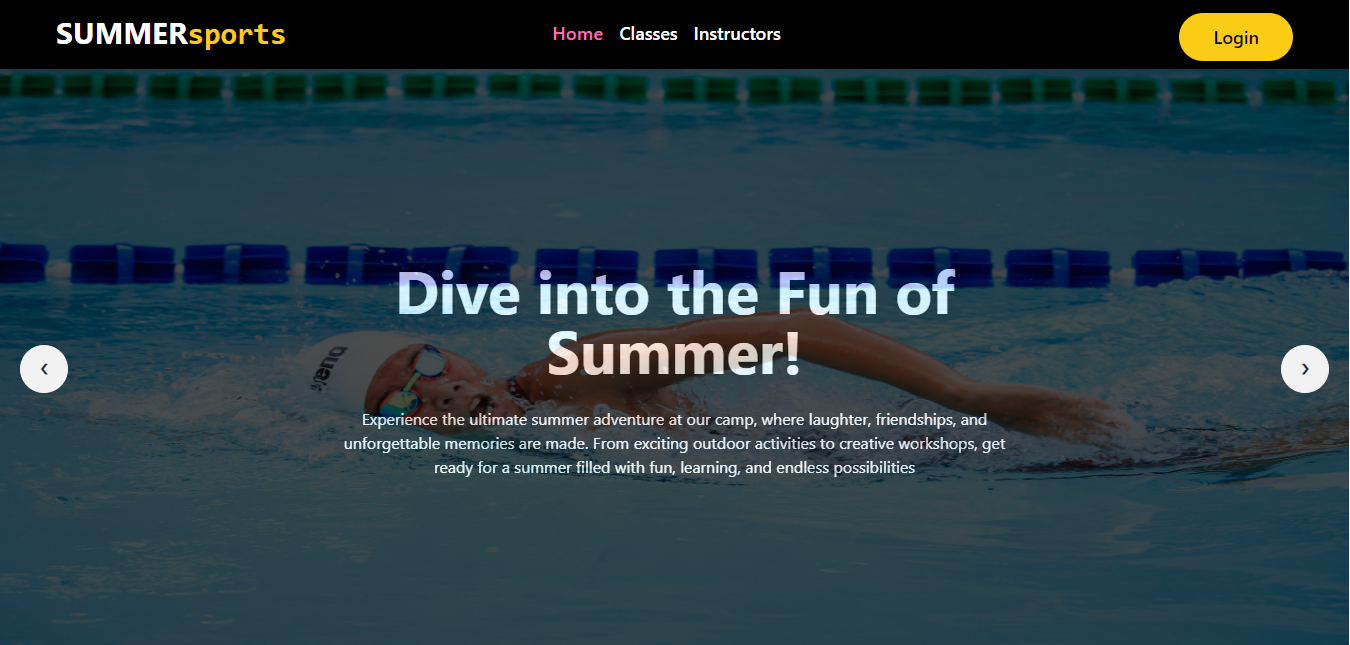 SUMMERsports
Home Classes Instructors
Login
Dive into the Fun of
Summer!
arena
Experience the ultimate summer adventure at our camp, where laughter, friendships, and
unforgettable memories are made. From exciting outdoor activities to creative workshops, get
ready for a summer filled with fun, learning, and endless possibilities
❮
❯